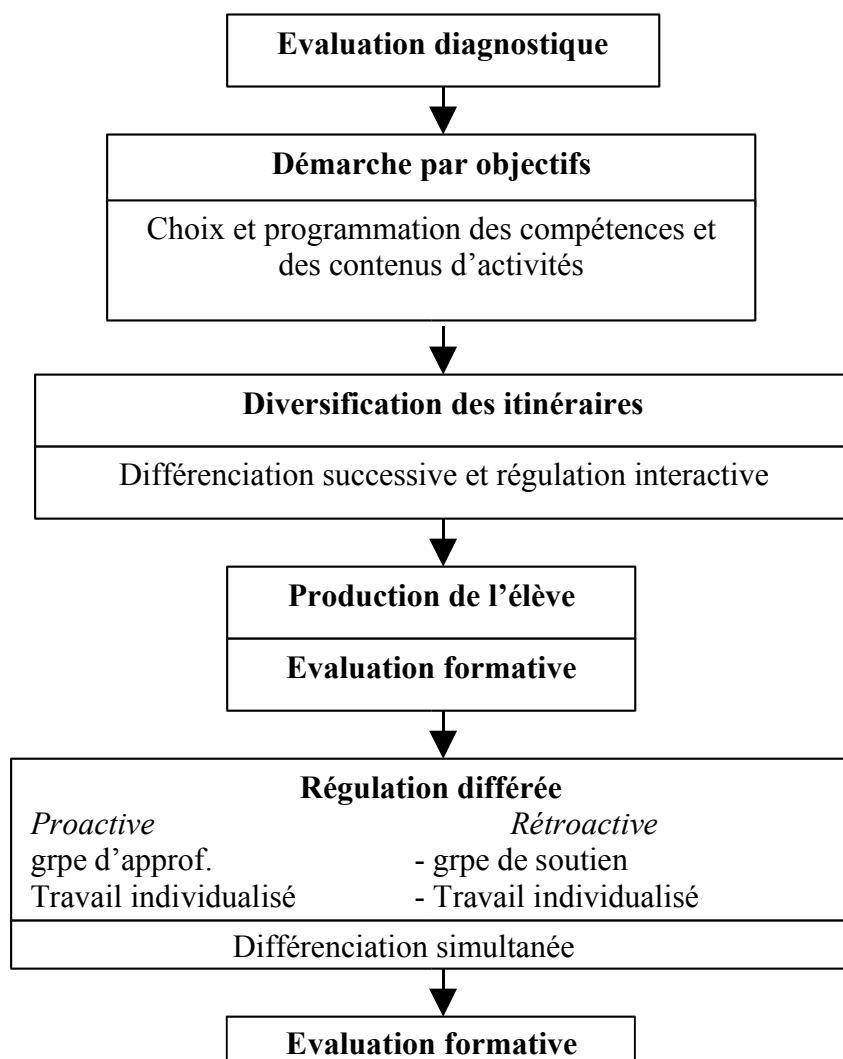 Evaluation diagnostique
Démarche par objectifs
Choix et programmation des compétences et
des contenus d’activités
Diversification des itinéraires
Différenciation successive et régulation interactive
Production de l’élève
Evaluation formative
Régulation différée
Proactive Rétroactive
grpe d’approf. - grpe de soutien
Travail individualisé - Travail individualisé
Différenciation simultanée
Evaluation formative